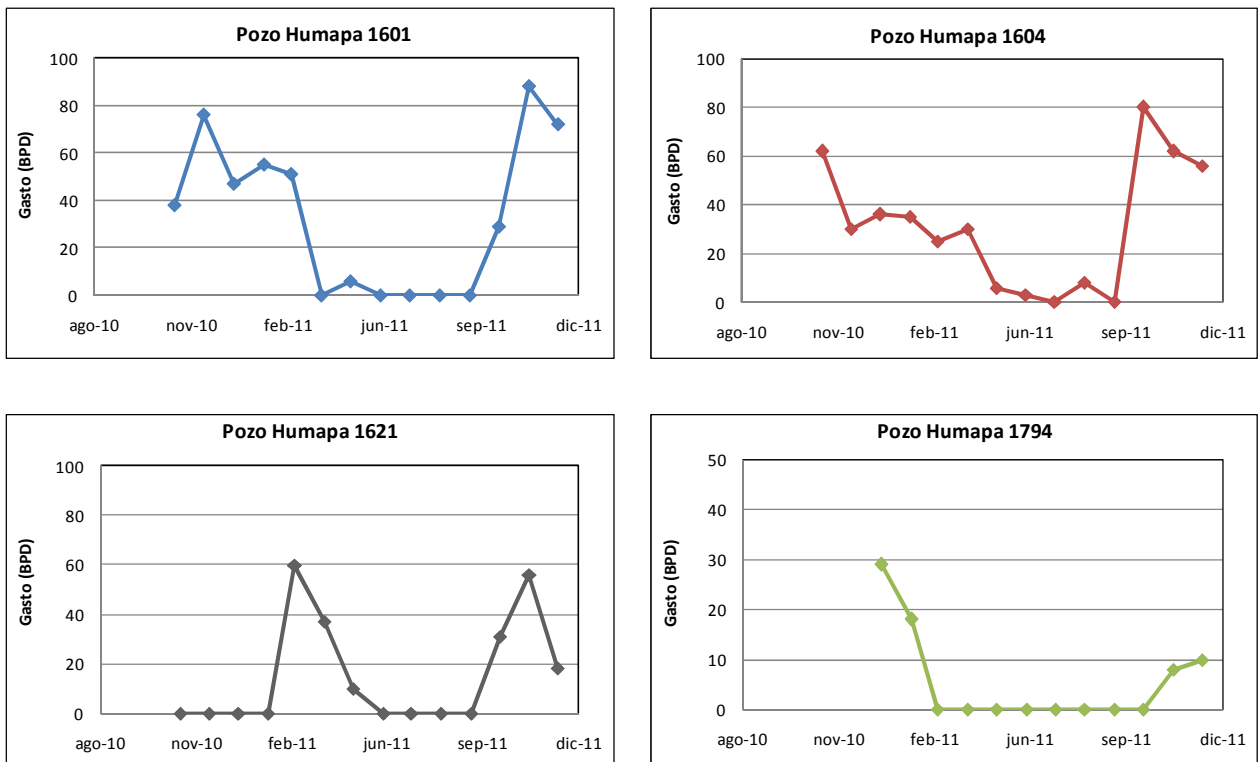 Pozo Humapa 1601
Gasto (BPD)
100
80
60
40
20
0
ago-10 nov-10 feb-11 jun-11 sep-11 dic-11
Pozo Humapa 1604
Gasto (BPD)
100
80
60
40
20
0
ago-10 nov-10 feb-11 jun-11 sep-11 dic-11
Pozo Humapa 1621
Gasto (BPD)
100
80
60
40
20
0
ago-10 nov-10 feb-11 jun-11 sep-11 dic-11
Pozo Humapa 1794
Gasto (BPD)
50
40
30
20
10
0
ago-10 nov-10 feb-11 jun-11 sep-11 dic-11